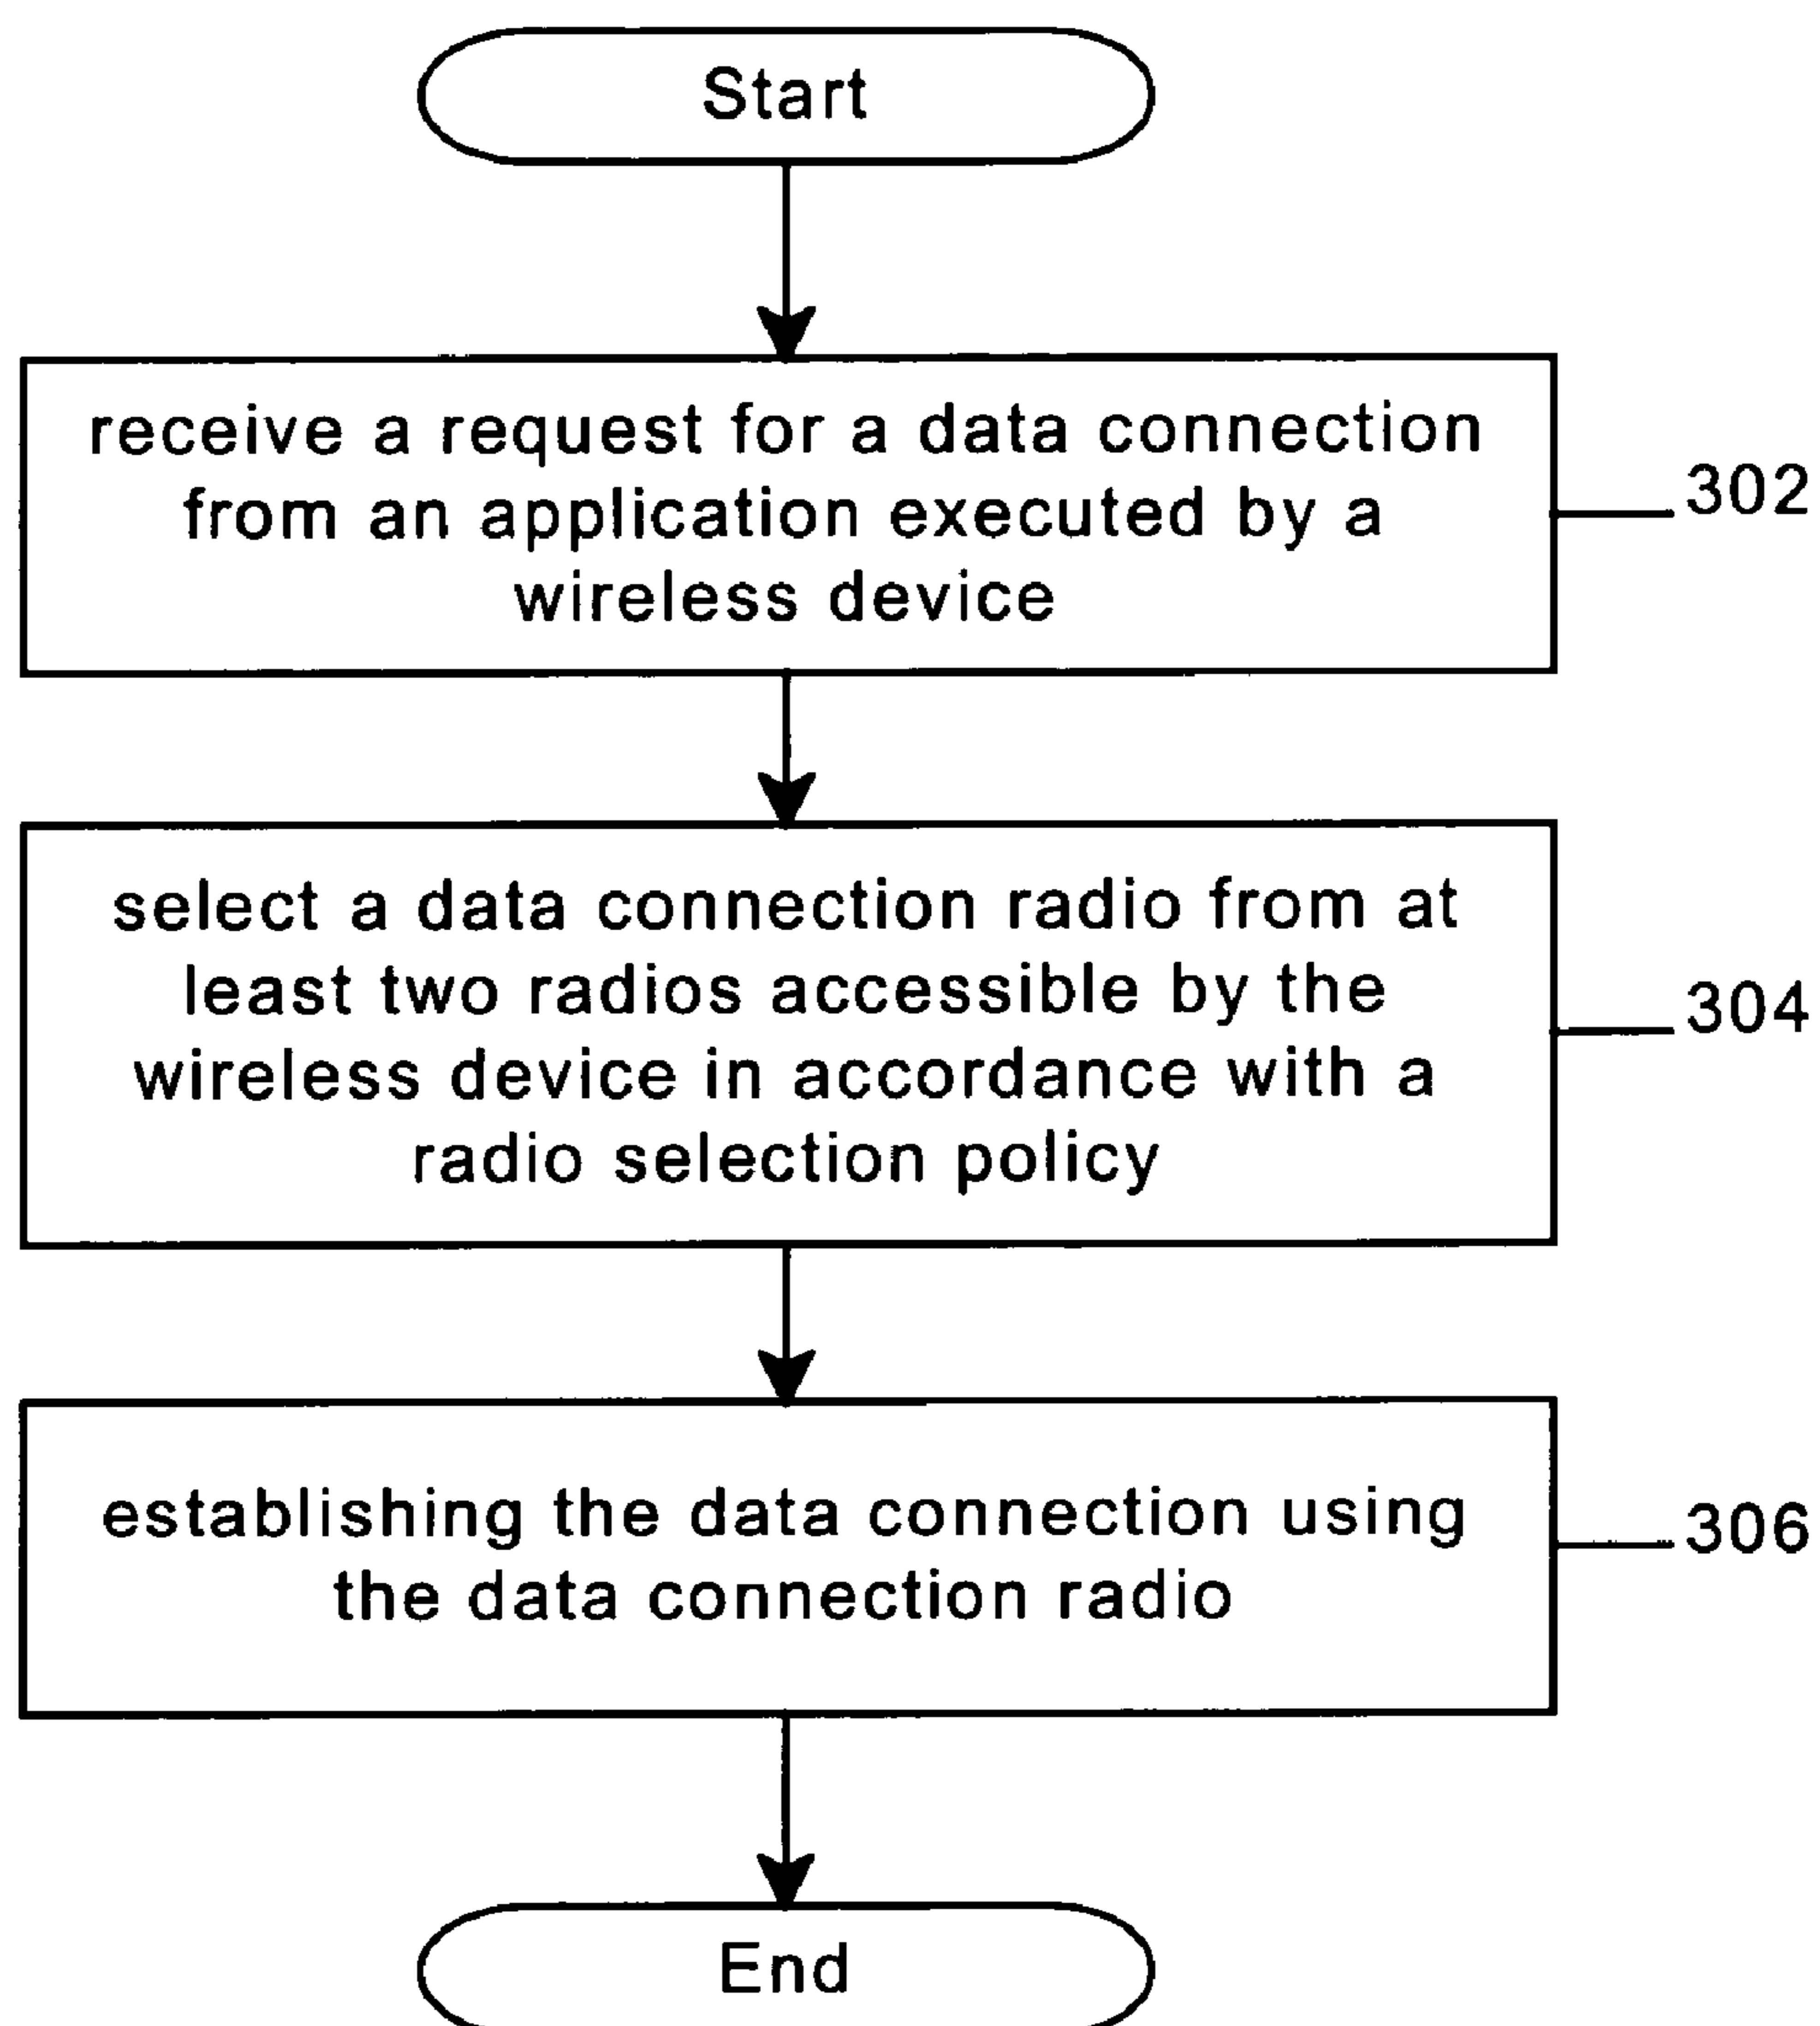 Start
receive a request for a data connection
from an application executed by a
wireless device
302
select a data connection radio from at
least two radios accessible by the
wireless device in accordance with a
radio selection policy
304
establishing the data connection using
the data connection radio
306
End